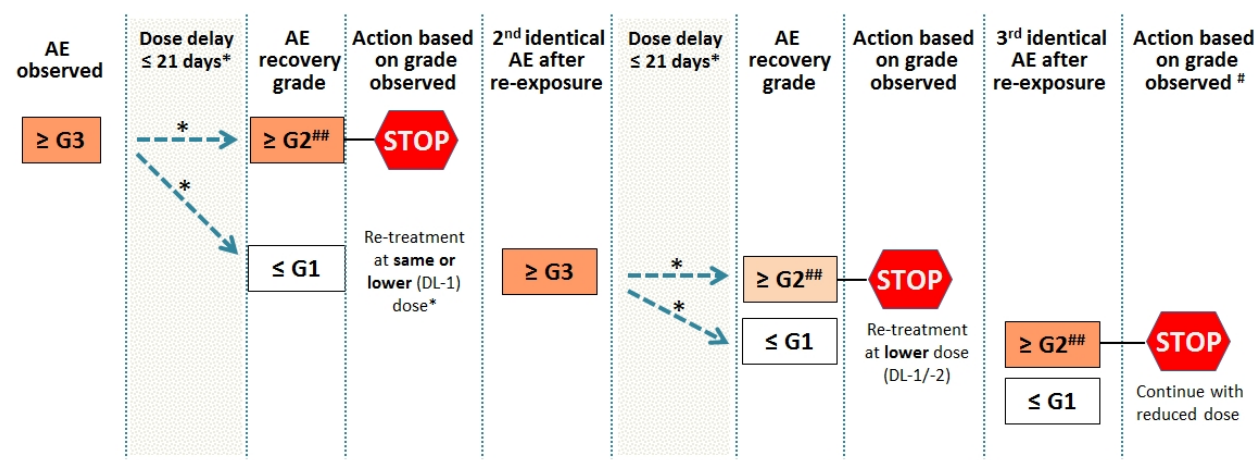 AE
observed
Dose delay
≤ 21 days*
AE
recovery
grade
Action based
on grade
observed
2nd identical
AE after
re-exposure
Dose delay
≤ 21 days*
AE
recovery
grade
Action based
on grade
observed
3rd identical
AE after
re-exposure
Action based
on grade
observed #
≥ G3
*
≥ G2##
STOP
*
≤ G1
Re-treatment
at same or
lower (DL-1)
dose*
≥ G3
*
≥ G2##
STOP
*
≤ G1
Re-treatment
at lower dose
(DL-1/-2)
≥ G2##
STOP
≤ G1
Continue with
reduced dose